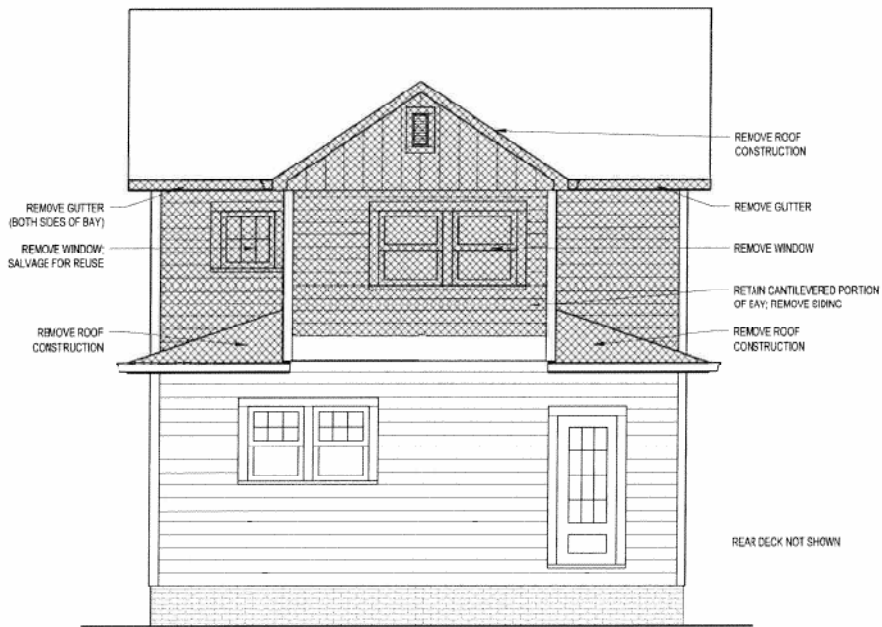 REMOVE ROOF
CONSTRUCTION
REMOVE GUTTER
(BOTH SIDES OF BAY)
REMOVE GUTTER
REMOVE WINDOW;
SALVAGE FOR REUSE
REMOVE WINDOW
RETAIN CANTILEVERED PORTION
OF BAY; REMOVE SIDING
REMOVE ROOF
CONSTRUCTION
REMOVE ROOF
CONSTRUCTION
REAR DECK NOT SHOWN